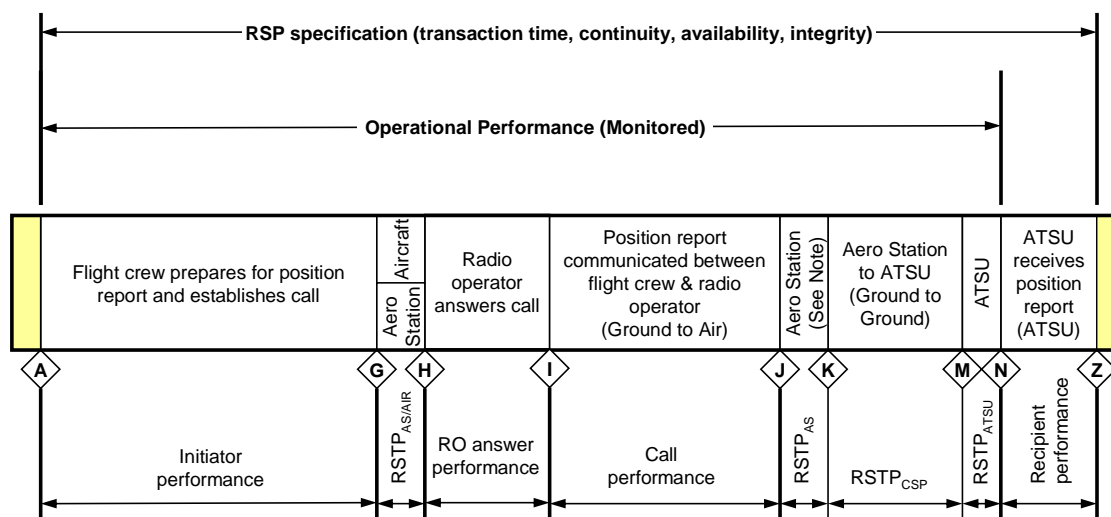 RSP specification (transaction time, continuity, availability, integrity)
Operational Performance (Monitored)
Flight crew prepares for position
report and establishes call
Aircraft
Aero
Station
Radio
operator
answers call
Position report
communicated between
flight crew & radio
operator
(Ground to Air)
Aero Station
(See Note)
Aero Station
to ATSU
(Ground to
Ground)
ATSU
ATSU
receives
position
report
(ATSU)
A
G
H
I
J
K
M
N
Z
Initiator
performance
RSTPAS/AIR
RO answer
performance
Call
performance
RSTPAS
RSTPCSP
RSTPATSU
Recipient
performance